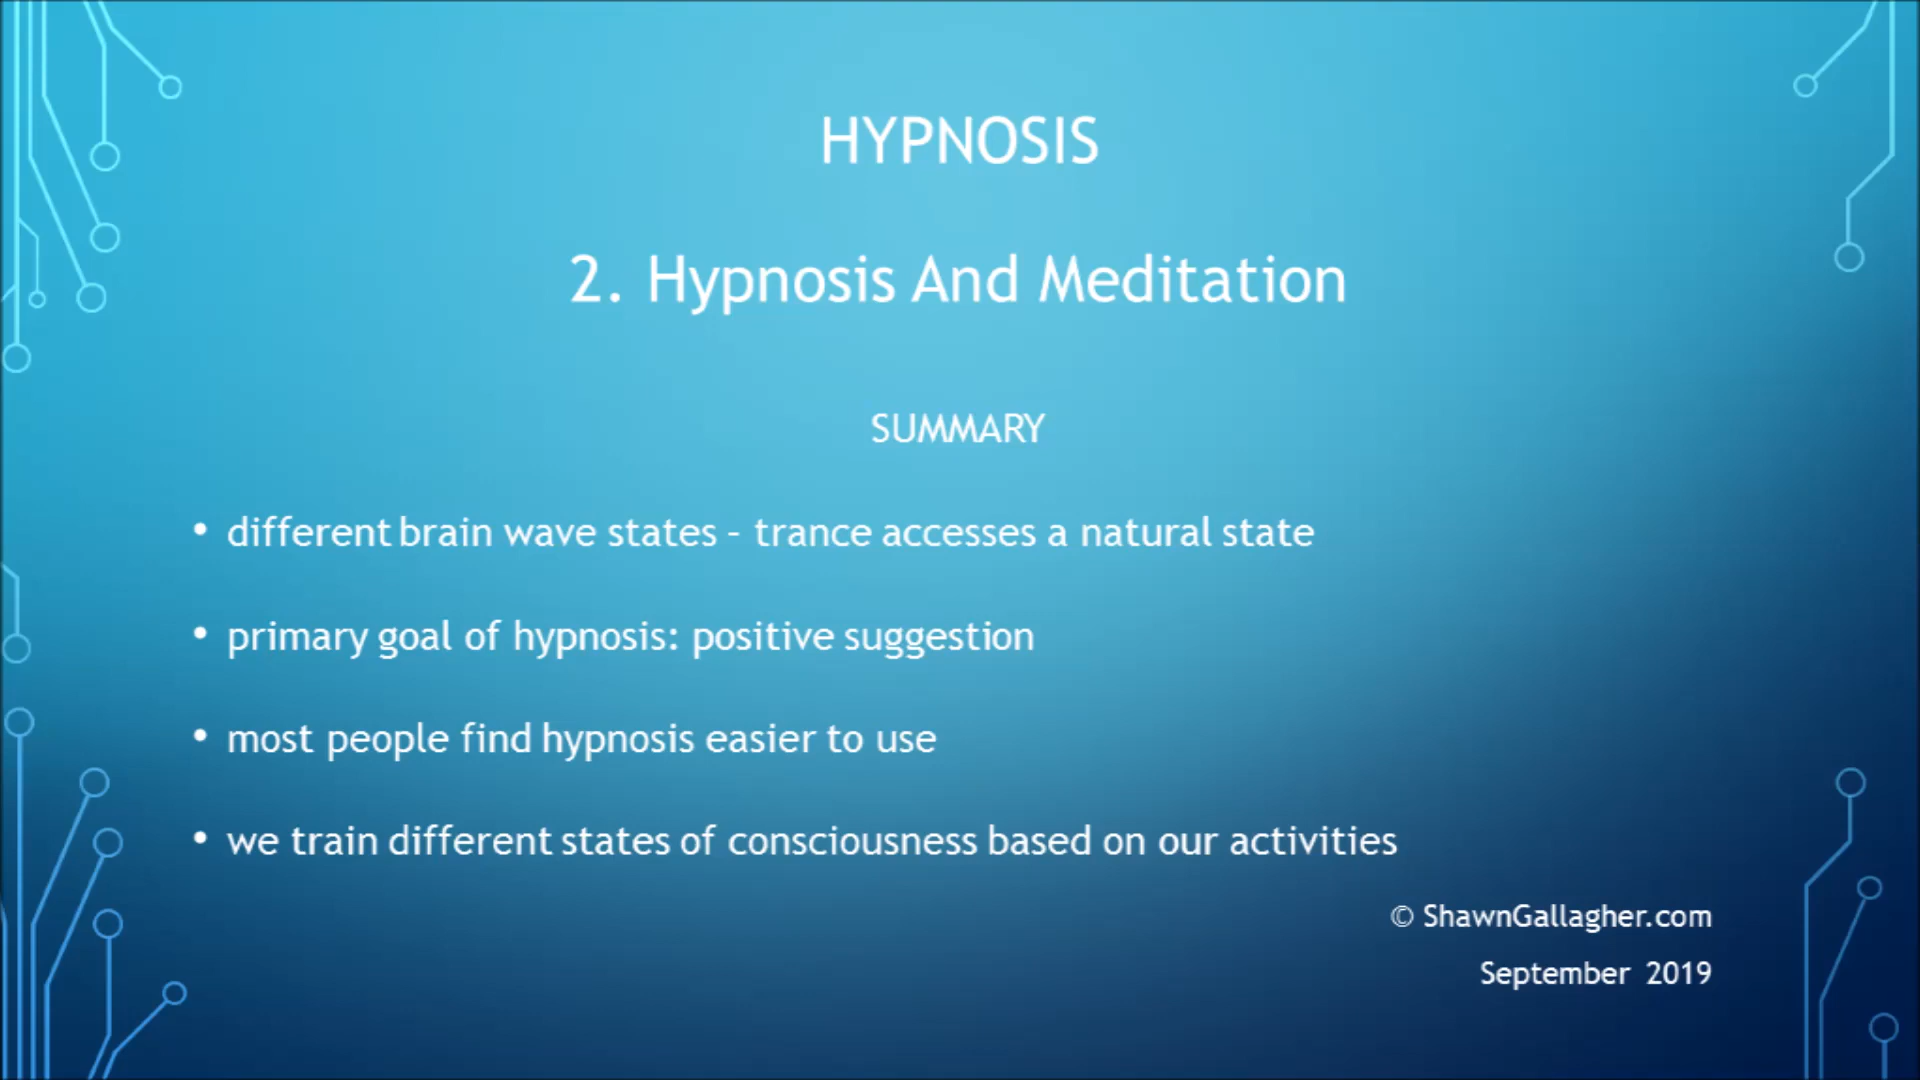 HYPNOSIS
2. Hypnosis And Meditation
SUMMARY
• different brain wave states – trance accesses a natural state
• primary goal of hypnosis: positive suggestion
• most people find hypnosis easier to use
• we train different states of consciousness based on our activities
© ShawnGallagher.com
September 2019